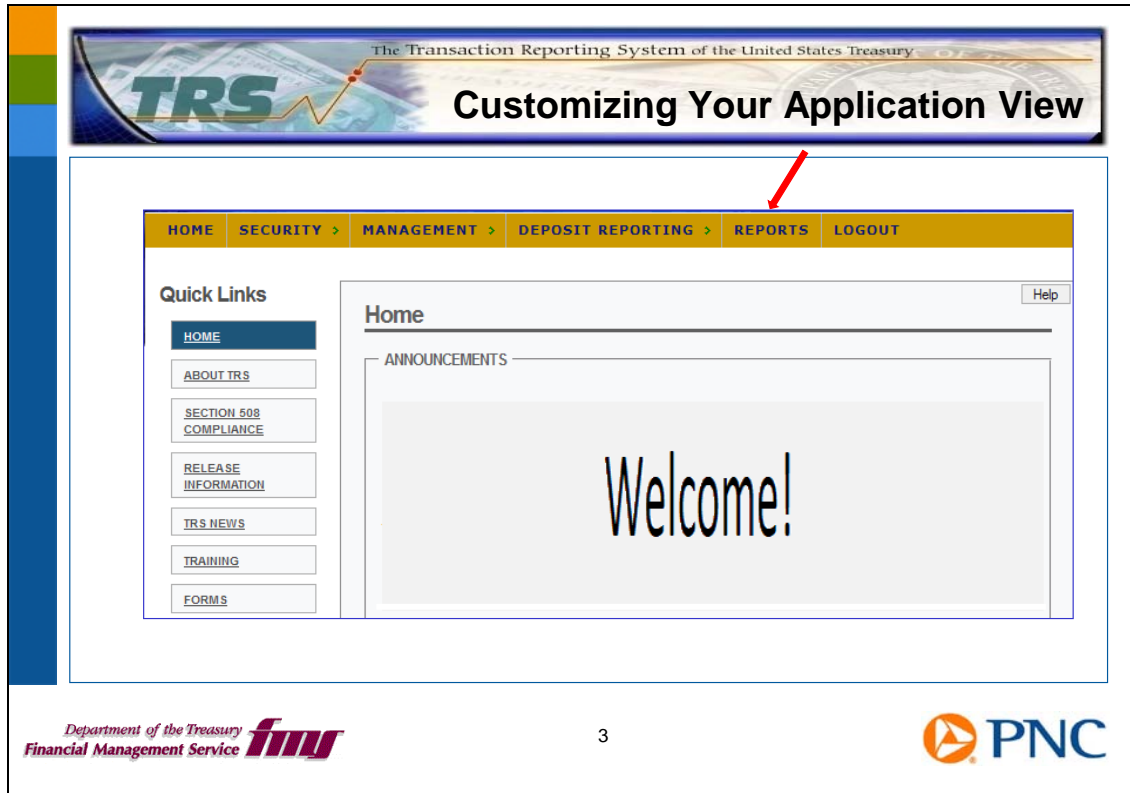 The Transaction Reporting System of the United States Treasury
TRS
Customizing Your Application View
HOME SECURITY > MANAGEMENT > DEPOSIT REPORTING > REPORTS LOGOUT
Quick Links
Help
Home
HOME
ANNOUNCEMENTS
ABOUT TRS
SECTION 508
COMPLIANCE
RELEASE
INFORMATION
Welcome!
TRS NEWS
TRAINING
FORMS
Department of the Treasury
Financial Management Service
fms
3
PNC